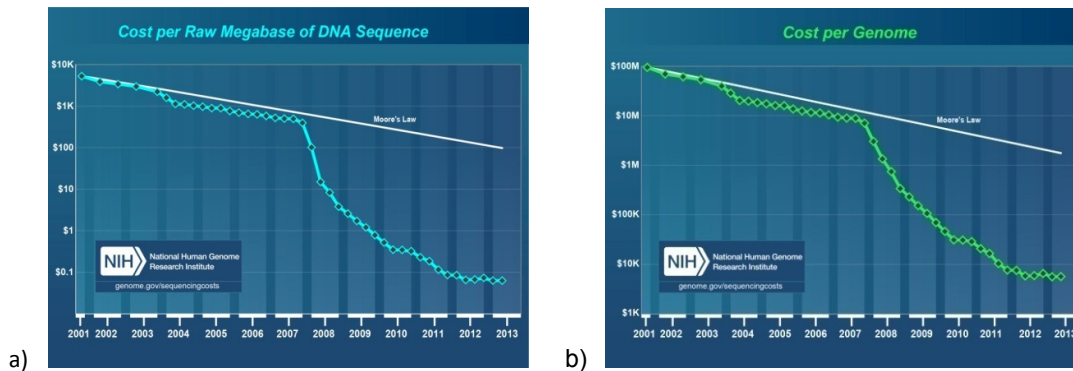 Cost per Raw Megabase of DNA Sequence
$10K
$1K
$100
$10
$1
$0.1
Moore's Law
NIH
National Human Genome
Research Institute
genome.gov/sequencingcosts
2001 2002 2003 2004 2005 2006 2007 2008 2009 2010 2011 2012 2013
a)
Cost per Genome
$100M
$10M
$1M
$100K
$10K
$1K
Moore's Law
NIH
National Human Genome
Research Institute
genome.gov/sequencingcosts
2001 2002 2003 2004 2005 2006 2007 2008 2009 2010 2011 2012 2013
b)